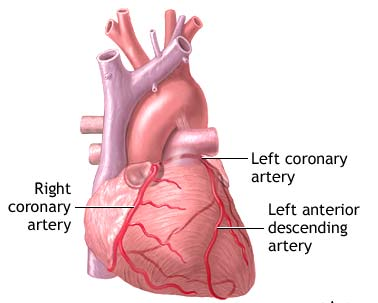 Left coronary
artery
Right
coronary
artery
Left anterior
descending
artery